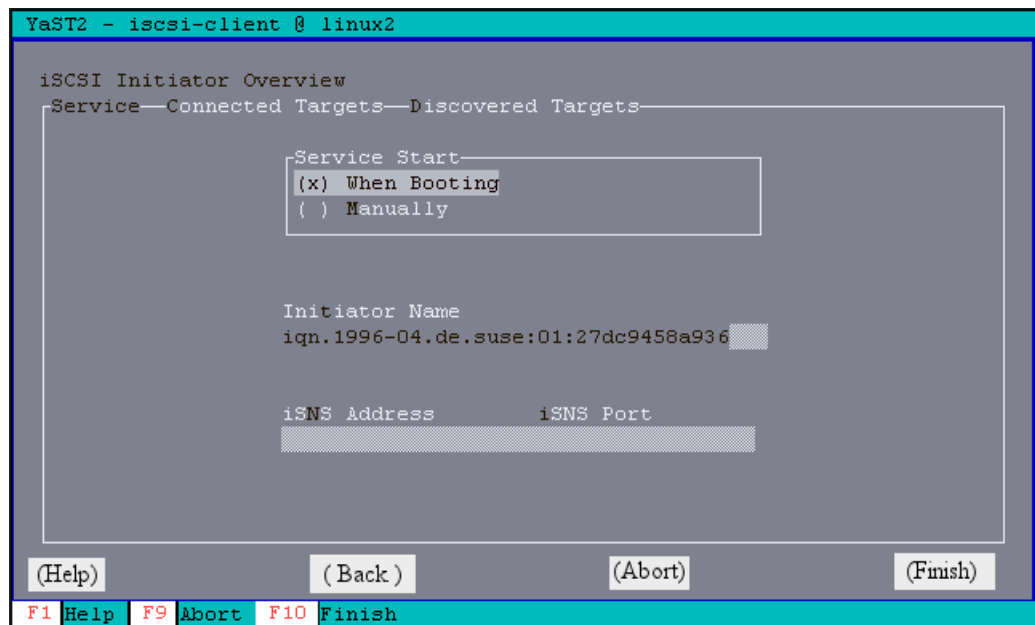 YaST2 - iscsi-client @ linux2
iSCSI Initiator Overview
Service Connected Targets Discovered Targets
Service Start
(x) When Booting
( ) Manually
Initiator Name
iqn.1996-04.de.suse:01:27dc9458a936
iSNS Address iSNS Port
(Help) ( Back ) (Abort) (Finish)
F1 Help F9 Abort F10 Finish